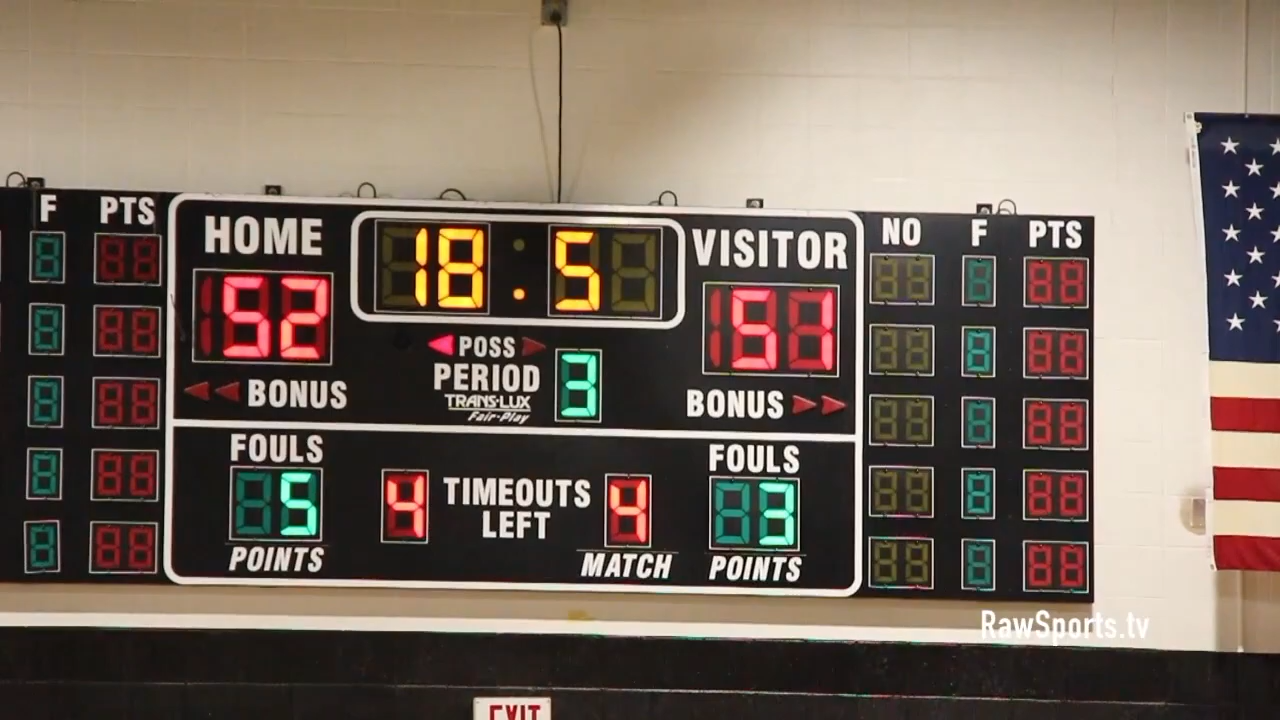 F PTS
HOME 18.5 VISITOR
NO F PTS
52 51
POSS
PERIOD 3
TRANS-LUX
Fair-Play
BONUS BONUS
FOULS FOULS
5 4 TIMEOUTS LEFT 4 3
POINTS MATCH POINTS
RawSports.tv
EXIT